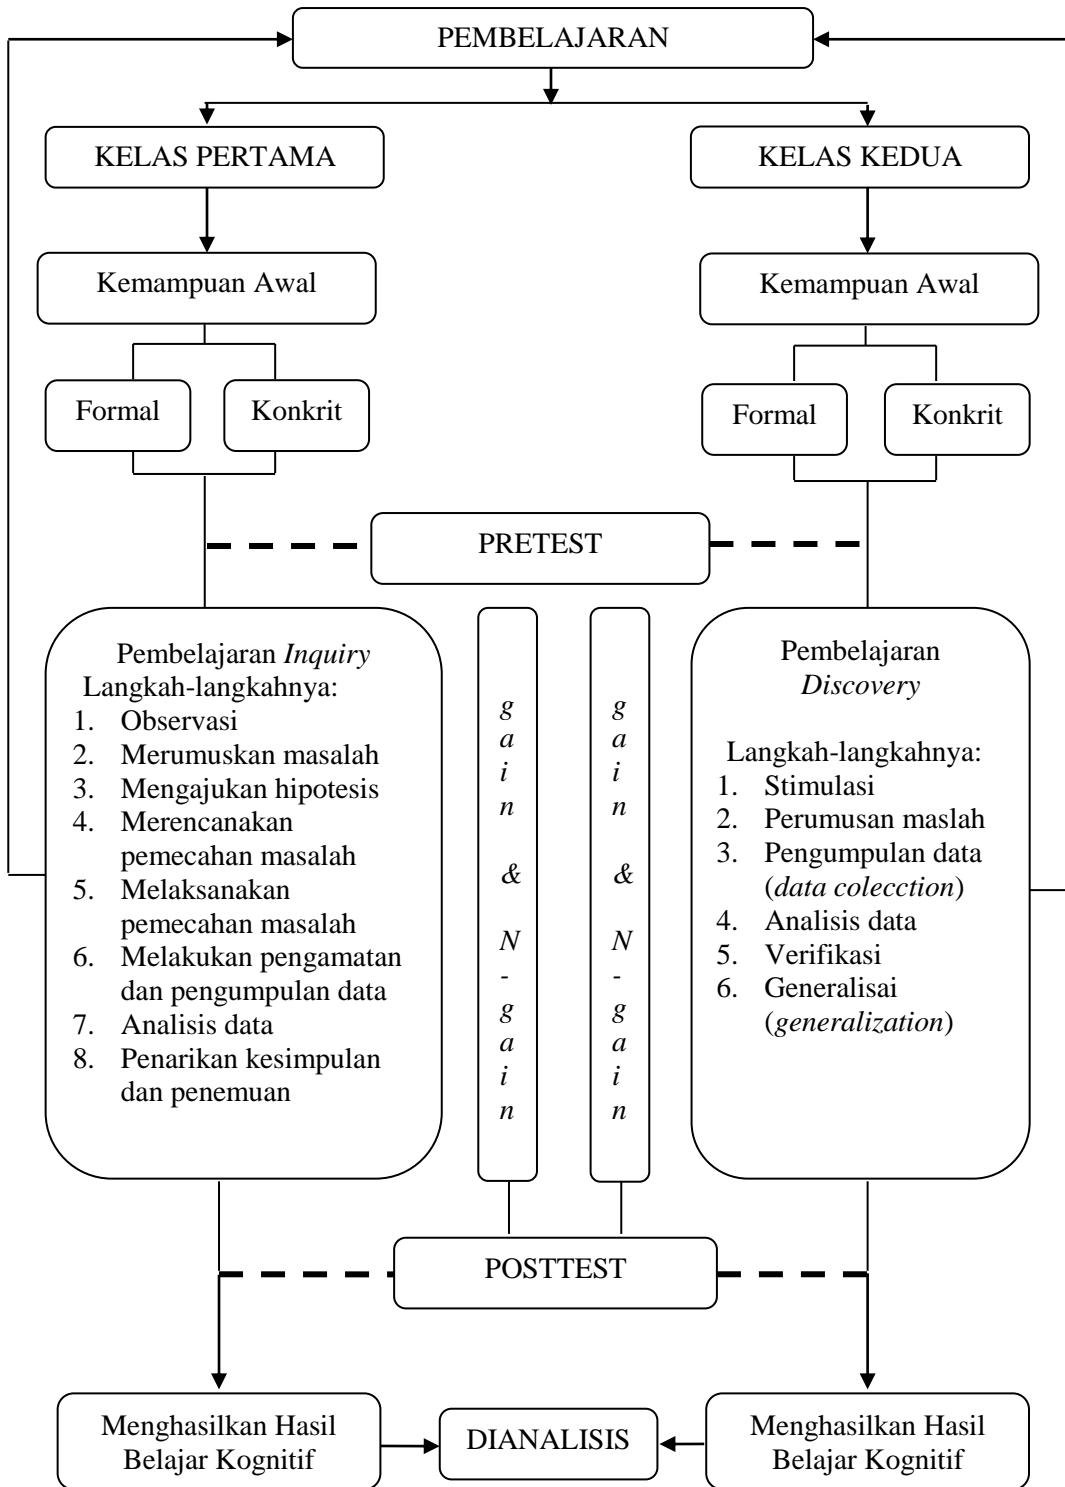 PEMBELAJARAN
KELAS PERTAMA
KELAS KEDUA
Kemampuan Awal
Kemampuan Awal
Formal
Konkrit
Formal
Konkrit
PRETEST
Pembelajaran Inquiry
Langkah-langkahnya:
1. Observasi
2. Merumuskan masalah
3. Mengajukan hipotesis
4. Merencanakan
pemecahan masalah
5. Melaksanakan
pemecahan masalah
6. Melakukan pengamatan
dan pengumpulan data
7. Analisis data
8. Penarikan kesimpulan
dan penemuan
gain & N-gain
gain & N-gain
Pembelajaran
Discovery
Langkah-langkahnya:
1. Stimulasi
2. Perumusan maslah
3. Pengumpulan data
(data colecction)
4. Analisis data
5. Verifikasi
6. Generalisai
(generalization)
POSTTEST
Menghasilkan Hasil
Belajar Kognitif
DIANALISIS
Menghasilkan Hasil
Belajar Kognitif